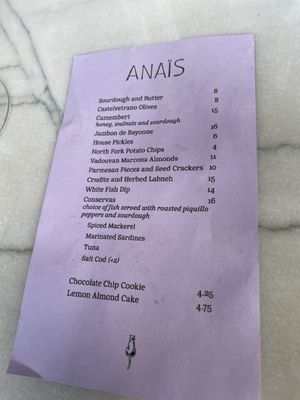 ANAÏS
Sourdough and Butter 8
Castelvetrano Olives 8
Camembert 15
honey, walnuts and sourdough
Jambon de Bayonne 16
House Pickles 6
North Fork Potato Chips 4
Vadouvan Marcona Almonds 11
Parmesan Pieces and Seed Crackers 10
Crudite and Herbed Labneh 15
White Fish Dip 14
Conservas 16
choice of fish served with roasted piquillo
peppers and sourdough
Spiced Mackerel
Marinated Sardines
Tuna
Salt Cod (+2)
Chocolate Chip Cookie 4.25
Lemon Almond Cake 4.75